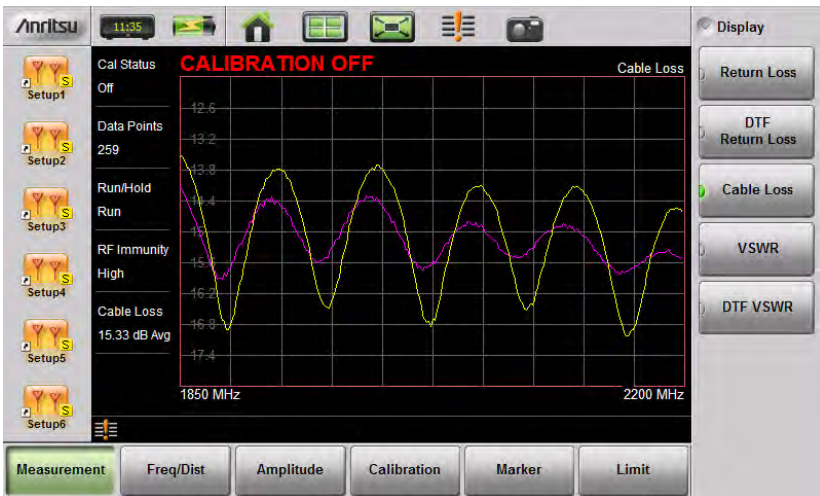 Anritsu
11:35
Display
Setup1
Setup2
Setup3
Setup4
Setup5
Setup6
Cal Status
Off
Data Points
259
Run/Hold
Run
RF Immunity
High
Cable Loss
15.33 dB Avg
CALIBRATION OFF
Cable Loss
12.6
13.2
13.8
14.4
16.2
16.8
17.4
1850 MHz
2200 MHz
Return Loss
DTF
Return Loss
Cable Loss
VSWR
DTF VSWR
Measurement
Freq/Dist
Amplitude
Calibration
Marker
Limit